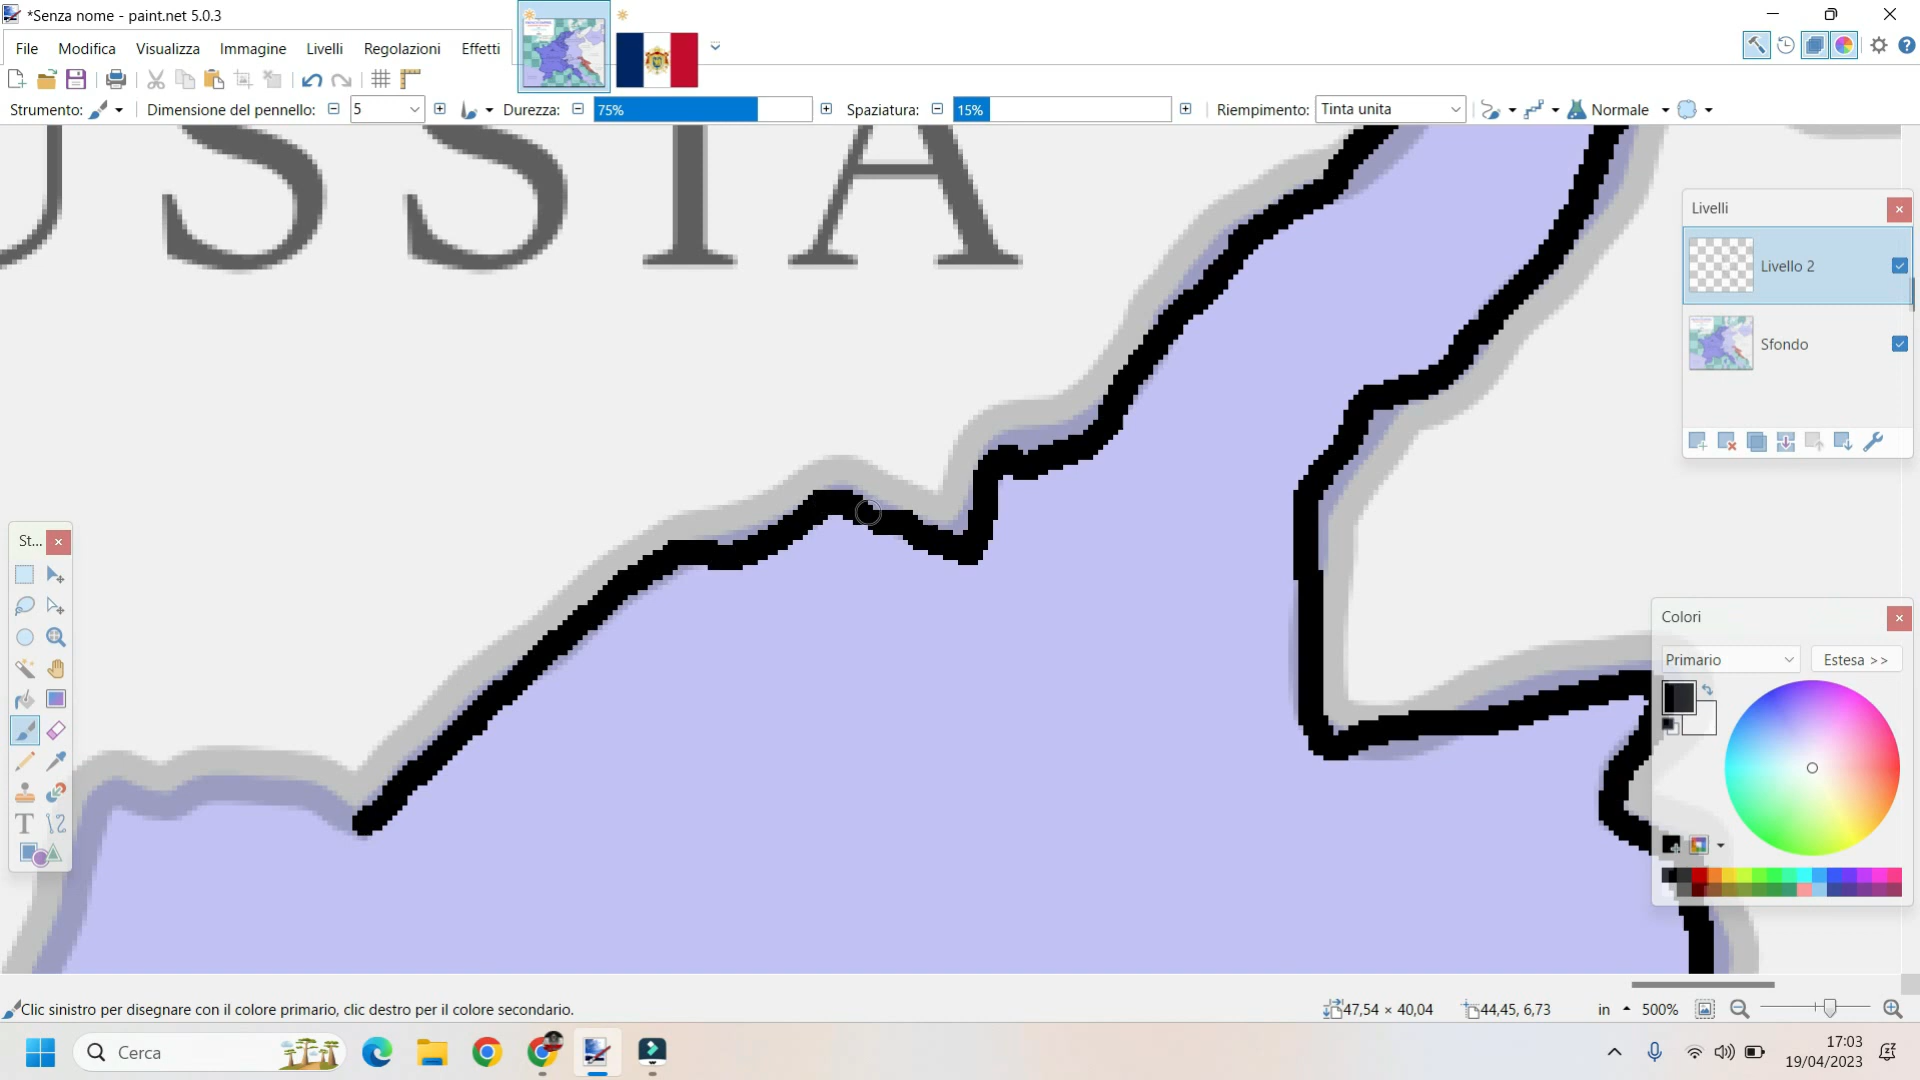 *Senza nome - paint.net 5.0.3
File Modifica Visualizza Immagine Livelli Regolazioni Effetti
Strumento: Dimensione del pennello: 5 Durezza: 75% Spaziatura: 15% Riempimento: Tinta unita Normale
USSIA
Livelli
Livello 2
Sfondo
St...
Colori
Primario Estesa >>
Clic sinistro per disegnare con il colore primario, clic destro per il colore secondario.
47,54 × 40,04 44,45, 6,73 in 500%
Cerca
17:03
19/04/2023